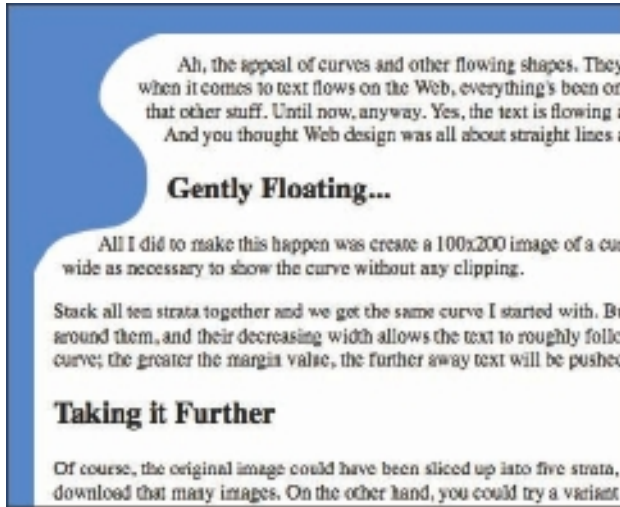 Ah, the appeal of curves and other flowing shapes. They
when it comes to text flows on the Web, everything's been
that other stuff. Until now, anyway. Yes, the text is flowing
And you thought Web design was all about straight lines
Gently Floating...
All I did to make this happen was create a 100x200 image of a
wide as necessary to show the curve without any clipping.
Stack all ten strata together and we get the same curve I started with.
around them, and their decreasing width allows the text to roughly
curve; the greater the margin value, the further away text will be pushed
Taking it Further
Of course, the original image could have been sliced up into five strata,
download that many images. On the other hand, you could try a variant